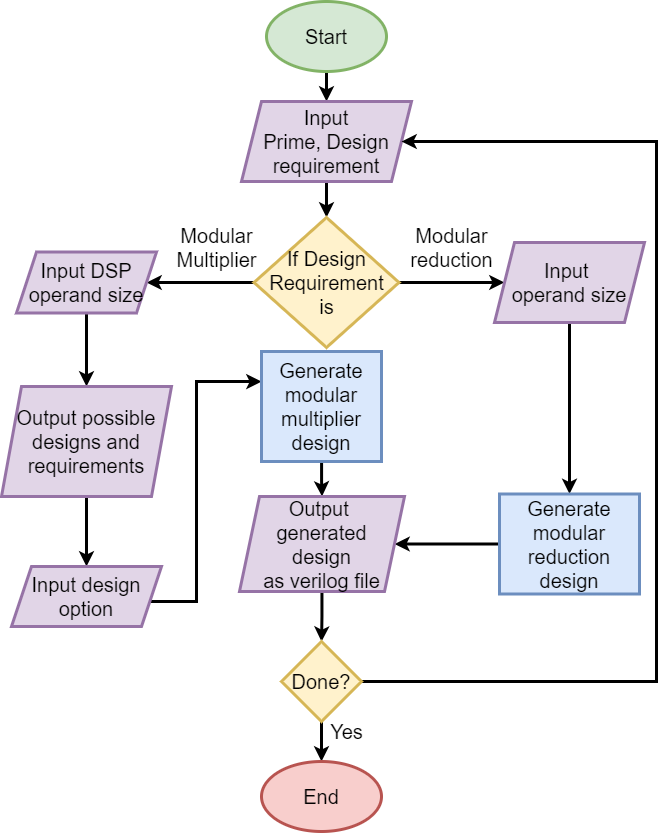 Start
Input
Prime, Design
requirement
Modular
Multiplier
If Design
Requirement
is
Modular
reduction
Input DSP
operand size
Input
operand size
Generate
modular
multiplier
design
Output possible
designs and
requirements
Output
generated
design
as verilog file
Generate
modular
reduction
design
Input design
option
Done?
Yes
End